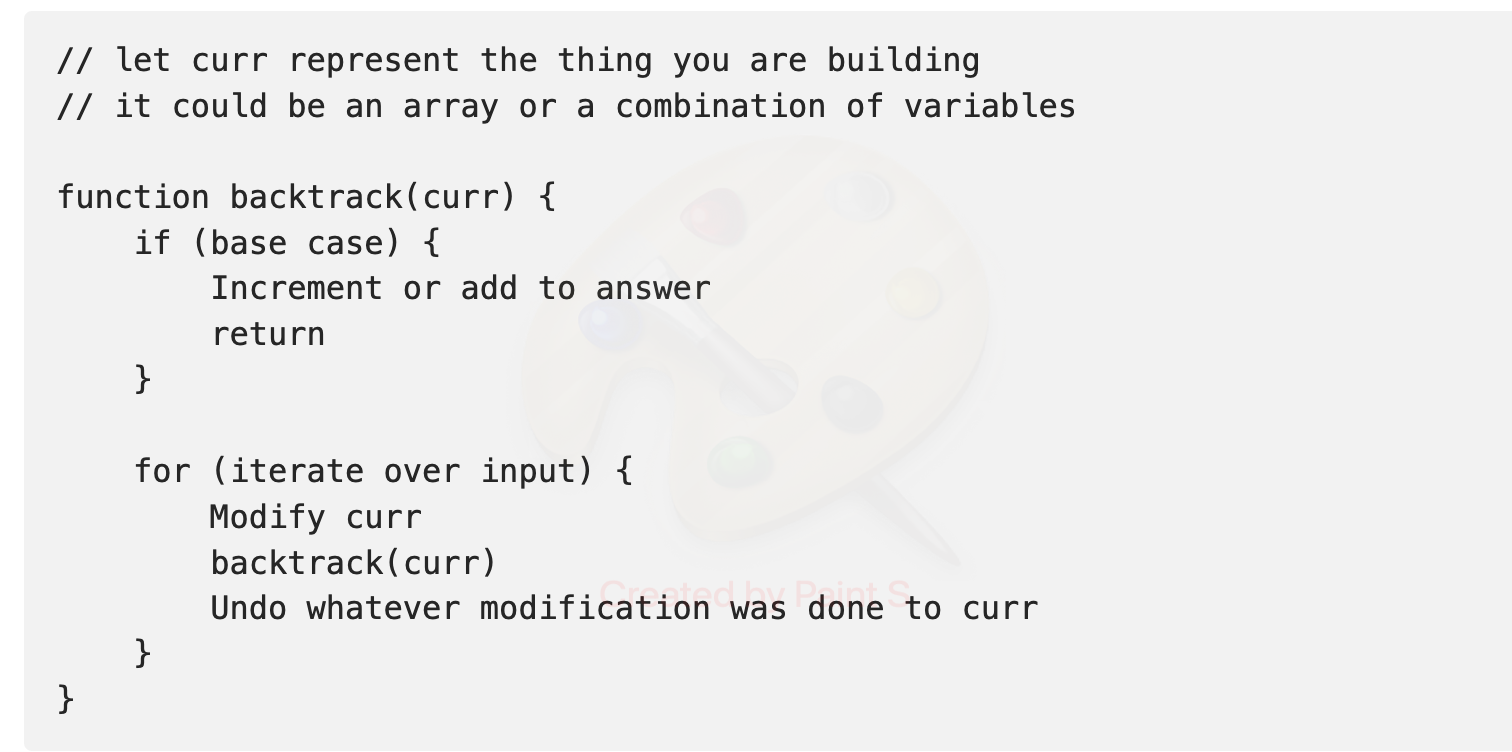 // let curr represent the thing you are building
// it could be an array or a combination of variables
function backtrack(curr) {
    if (base case) {
        Increment or add to answer
        return
    }
    for (iterate over input) {
        Modify curr
        backtrack(curr)
Created by Paint S
        Undo whatever modification was done to curr
    }
}